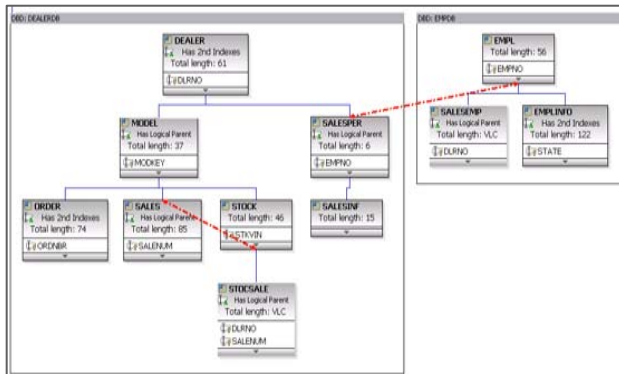 DBD: DEALERDB
DEALER
Has 2nd Indexes
Total length: 61
DLRNO
MODEL
Has Logical Parent
Total length: 37
MODKEY
SALESPER
Has Logical Parent
Total length: 6
EMPNO
ORDER
Has 2nd Indexes
Total length: 74
ORDNBR
SALES
Has Logical Parent
Total length: 85
SALENUM
STOCK
Total length: 46
STKVIN
SALESINF
Total length: 15
STOCSALE
Has Logical Parent
Total length: VLC
DLRNO
SALENUM
DBD: EMPDB
EMPL
Total length: 56
EMPNO
SALESEMP
Has Logical Parent
Total length: VLC
DLRNO
EMPLINFO
Has 2nd Indexes
Total length: 122
STATE